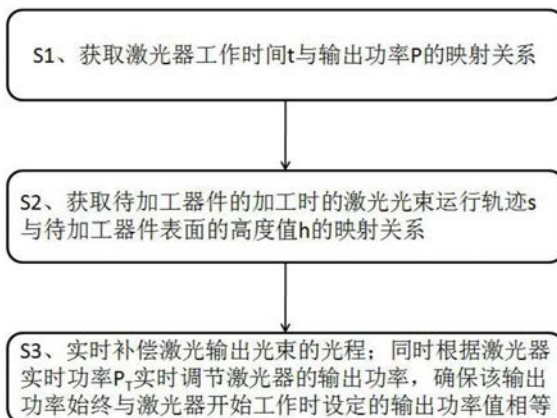 S1、获取激光器工作时间t与输出功率P的映射关系
S2、获取待加工器件的加工时的激光光束运行轨迹s
与待加工器件表面的高度值h的映射关系
S3、实时补偿激光输出光束的光程；同时根据激光器
实时功率P_T实时调节激光器的输出功率，确保该输出
功率始终与激光器开始工作时设定的输出功率值相等